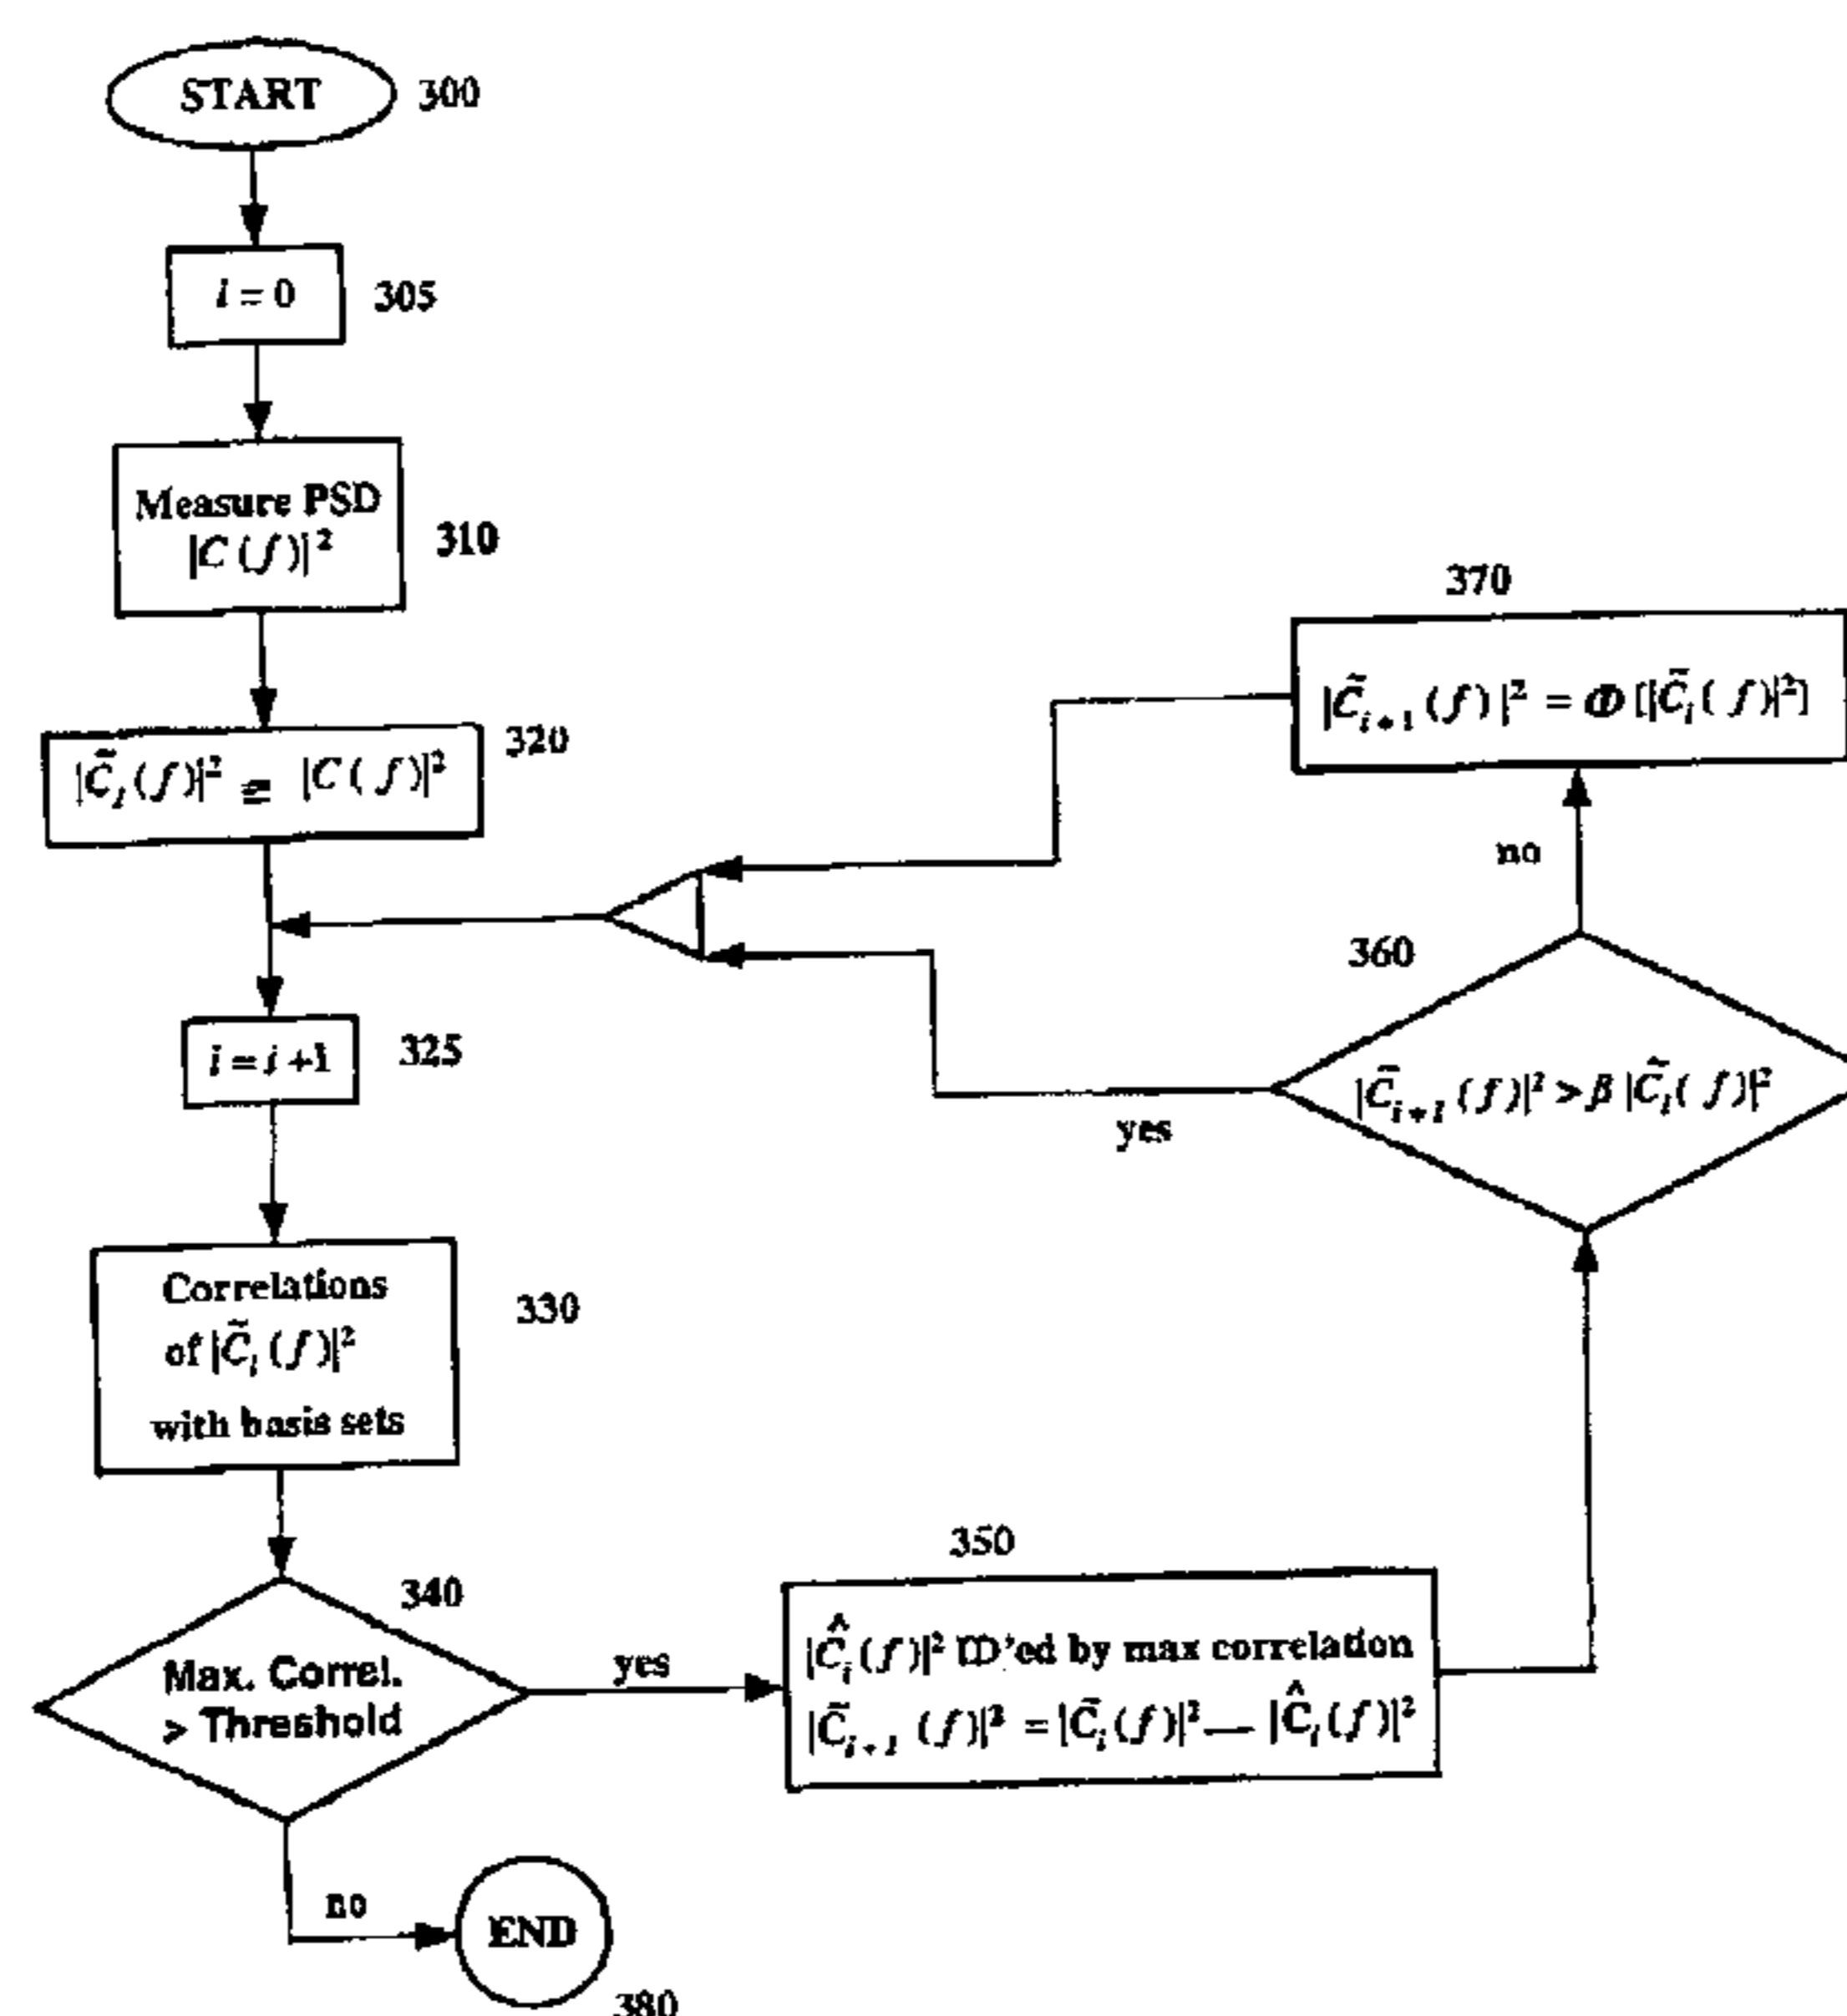 START 300
i = 0 305
Measure PSD
|C(f)|² 310
|C̃₁(f)|² ≡ |C(f)|² 320
i = i +1 325
Correlations
of |C̃ᵢ(f)|²
with basis sets
330
340
Max. Correl.
> Threshold
yes
no
END
380
350
|Ĉᵢ(f)|² ID'ed by max correlation
|C̃ᵢ₊₁(f)|² = |C̃ᵢ(f)|² — |Ĉᵢ(f)|²
360
|C̃ᵢ₊₁(f)|² > β |C̃ᵢ(f)|²
yes
no
370
|C̃ᵢ₊₁(f)|² = Φ [|C̃ᵢ(f)|²]